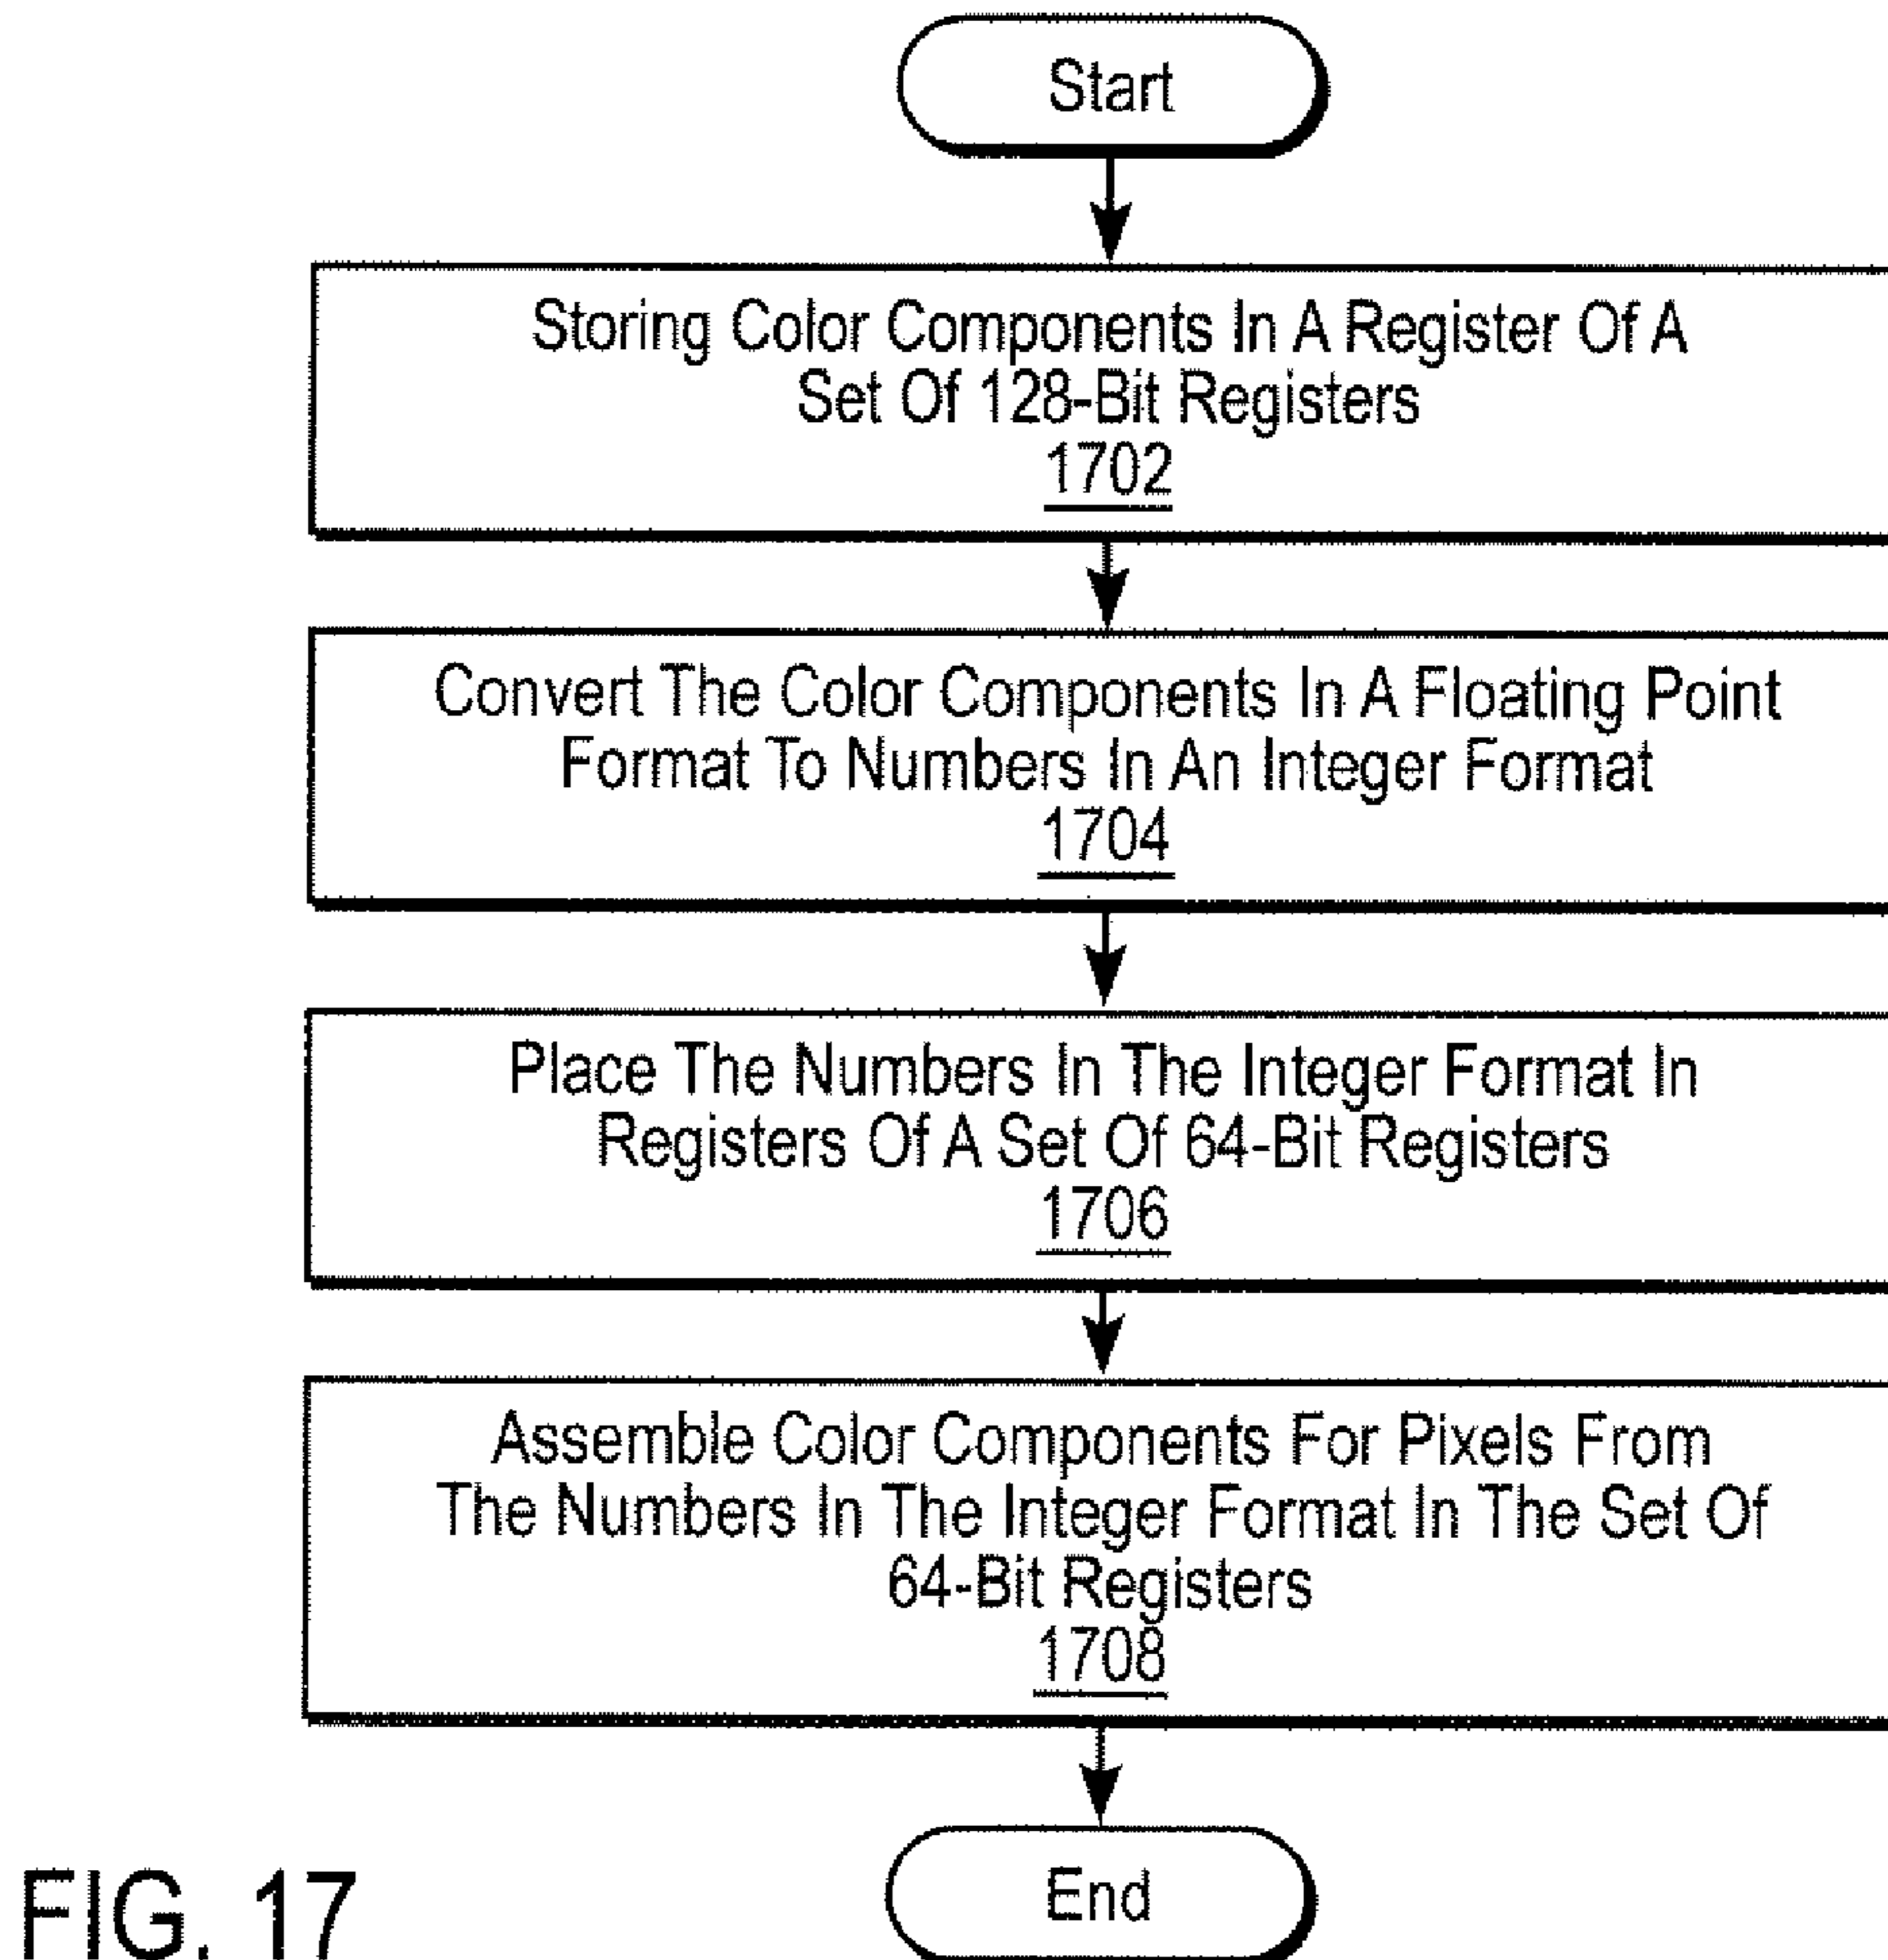 Start
Storing Color Components In A Register Of A
Set Of 128-Bit Registers
1702
Convert The Color Components In A Floating Point
Format To Numbers In An Integer Format
1704
Place The Numbers In The Integer Format In
Registers Of A Set Of 64-Bit Registers
1706
Assemble Color Components For Pixels From
The Numbers In The Integer Format In The Set Of
64-Bit Registers
1708
End
FIG. 17